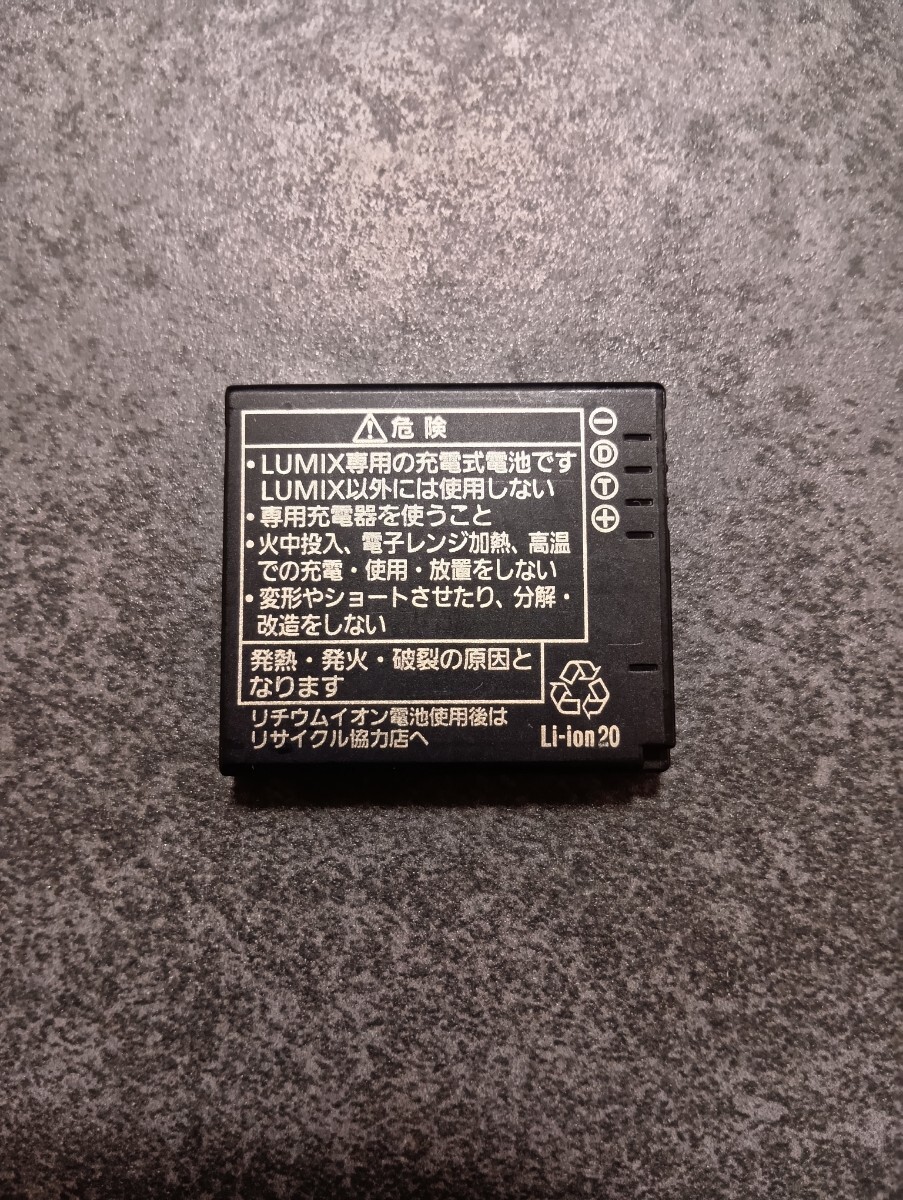 ⚠危険
・LUMIX専用の充電式電池です
LUMIX以外には使用しない
・専用充電器を使うこと
・火中投入、電子レンジ加熱、高温
での充電・使用・放置をしない
・変形やショートさせたり、分解・
改造をしない
発熱・発火・破裂の原因と
なります
リチウムイオン電池使用後は
リサイクル協力店へ
Li-ion20
⊖
D
T
⊕